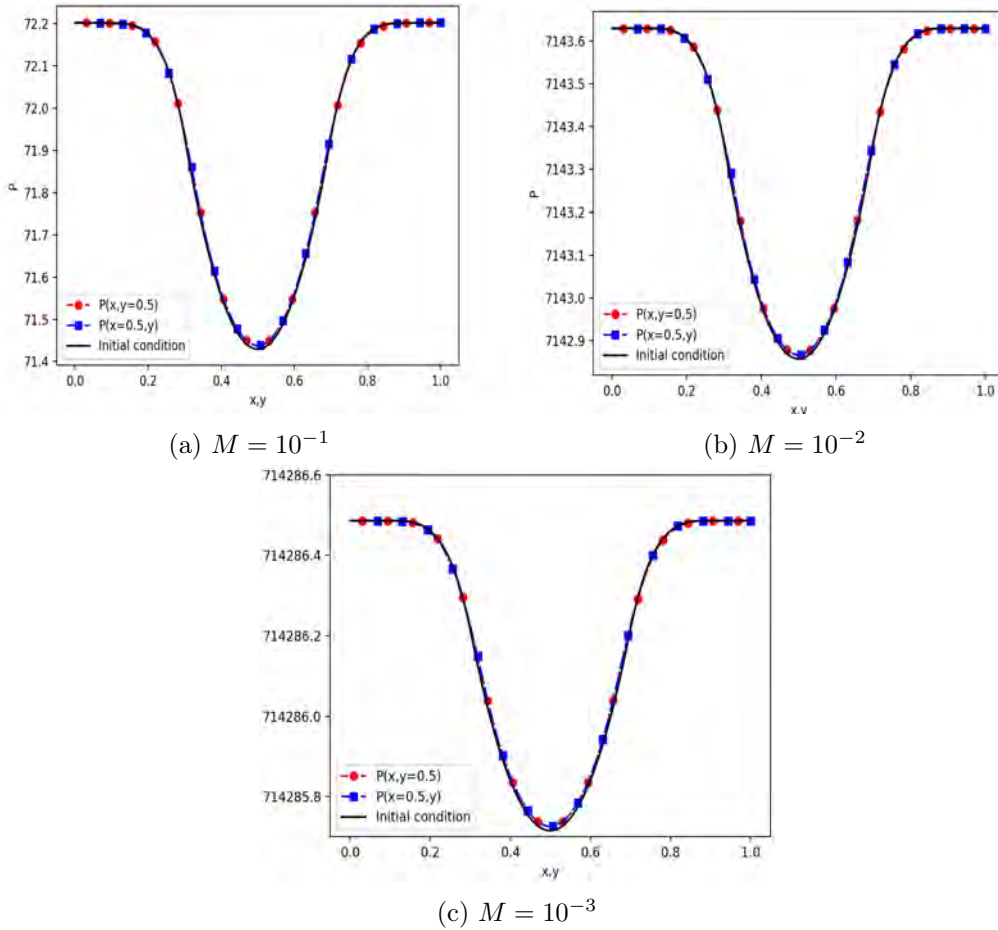 72.2
72.1
72.0
71.9
71.8
71.7
71.6
71.5
71.4
P
P(x,y=0.5)
P(x=0.5,y)
Initial condition
0.0 0.2 0.4 0.6 0.8 1.0
x,y
(a) M = 10⁻¹
7143.6
7143.5
7143.4
7143.3
7143.2
7143.1
7143.0
7142.9
P
P(x,y=0.5)
P(x=0.5,y)
Initial condition
0.0 0.2 0.4 0.6 0.8 1.0
x,y
(b) M = 10⁻²
714286.6
714286.4
714286.2
714286.0
714285.8
P(x,y=0.5)
P(x=0.5,y)
Initial condition
0.0 0.2 0.4 0.6 0.8 1.0
x,y
(c) M = 10⁻³